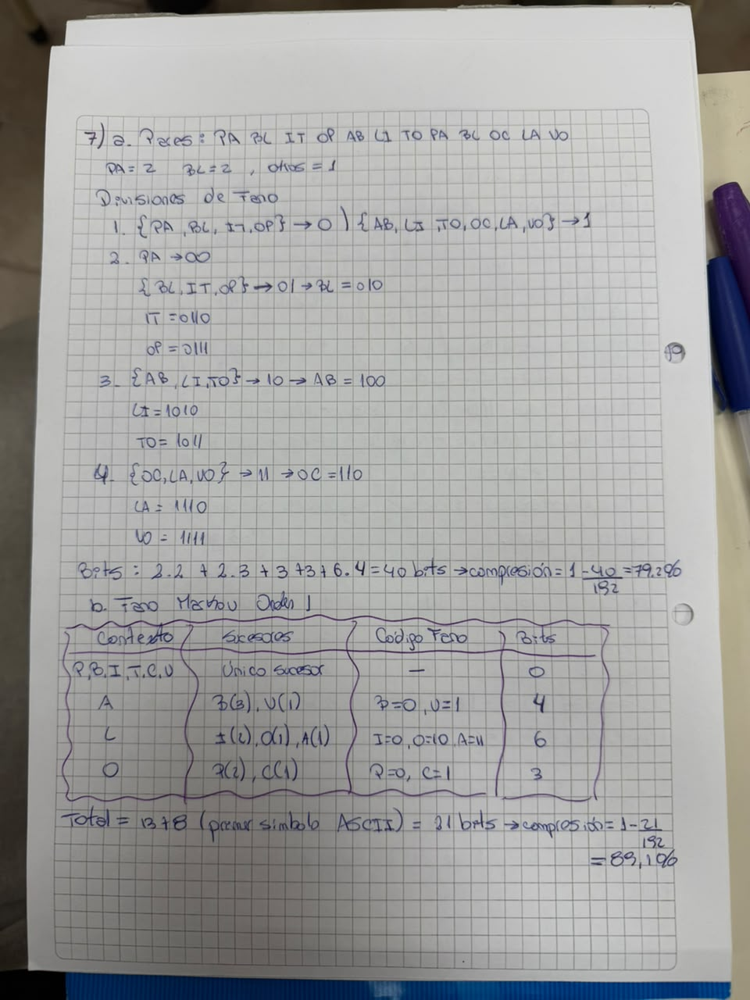 7) a. Pares: PA BL IT OP AB LI TO PA BL OC LA VO
PA = 2 BL = 2 , otros = 1
Divisiones de Fano
1. {PA, BL, IT, OP} → 0 ) {AB, LI, TO, OC, LA, VO} → 1
2. PA → 00
{BL, IT, OP} → 01 → BL = 010
IT = 0110
OP = 0111
3. {AB, LI, TO} → 10 → AB = 100
LI = 1010
TO = 1011
4. {OC, LA, VO} → 11 → OC = 110
LA = 1110
VO = 1111
Bits : 2.2 + 2.3 + 3 + 3 + 6.4 = 40 bits → compresión = 1 - 40/192 = 79.2%
b. Fano Markov Orden 1
Contexto Sucesores Código Fano Bits
P, B, I, T, C, V Único sucesor — 0
A B(3), V(1) B=0, V=1 4
L I(2), O(1), A(1) I=0, O=10, A=11 6
O P(2), C(1) P=0, C=1 3
Total = 13+8 (primer símbolo ASCII) = 21 bits → compresión = 1 - 21/192
= 89,1%
19